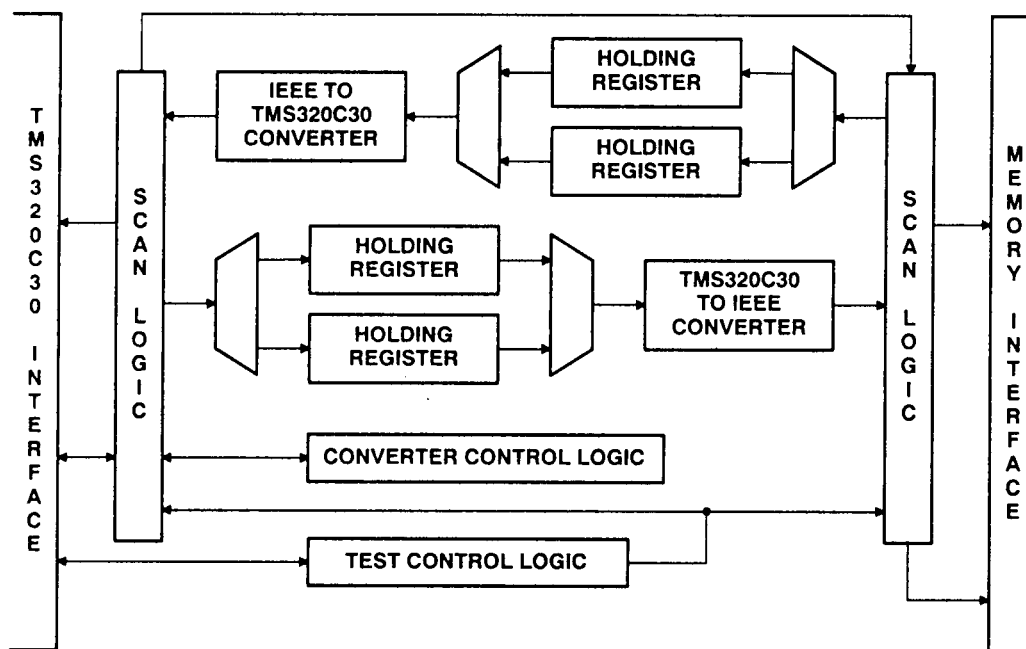 TMS320C30 INTERFACE
SCAN LOGIC
IEEE TO
TMS320C30
CONVERTER
HOLDING
REGISTER
HOLDING
REGISTER
HOLDING
REGISTER
HOLDING
REGISTER
TMS320C30
TO IEEE
CONVERTER
CONVERTER CONTROL LOGIC
TEST CONTROL LOGIC
SCAN LOGIC
MEMORY INTERFACE